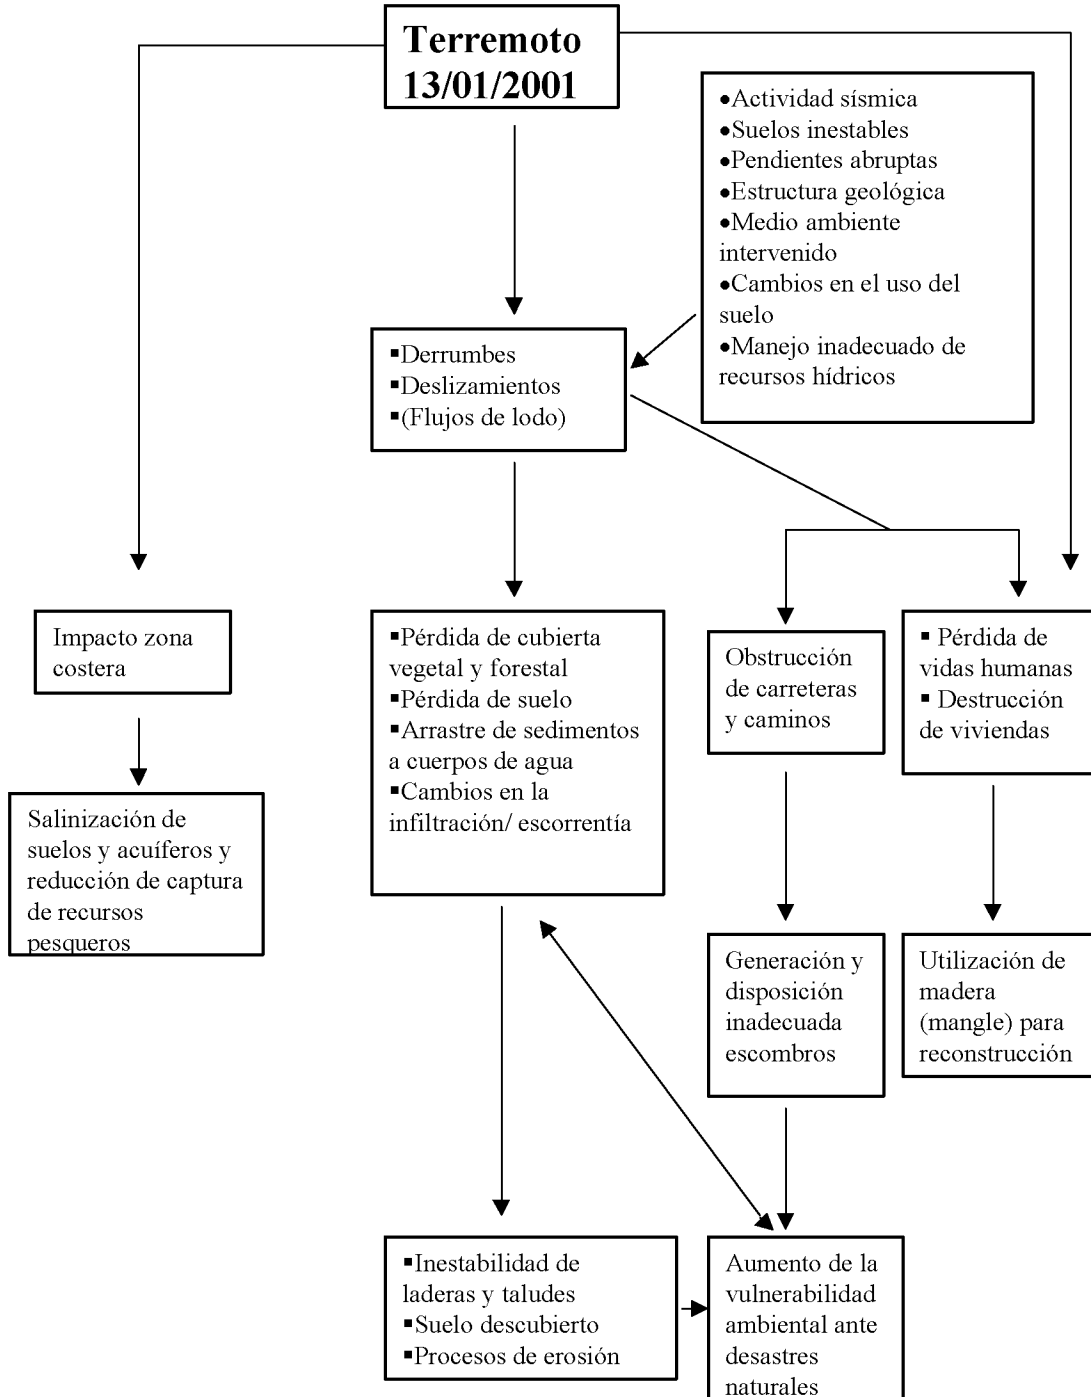 Terremoto
13/01/2001
•Actividad sísmica
•Suelos inestables
•Pendientes abruptas
•Estructura geológica
•Medio ambiente
intervenido
•Cambios en el uso del
suelo
•Manejo inadecuado de
recursos hídricos
▪Derrumbes
▪Deslizamientos
▪(Flujos de lodo)
Impacto zona
costera
▪Pérdida de cubierta
vegetal y forestal
▪Pérdida de suelo
▪Arrastre de sedimentos
a cuerpos de agua
▪Cambios en la
infiltración/ escorrentía
Obstrucción
de carreteras
y caminos
▪ Pérdida de
vidas humanas
▪ Destrucción
de viviendas
Salinización de
suelos y acuíferos y
reducción de captura
de recursos
pesqueros
Generación y
disposición
inadecuada
escombros
Utilización de
madera
(mangle) para
reconstrucción
▪Inestabilidad de
laderas y taludes
▪Suelo descubierto
▪Procesos de erosión
Aumento de la
vulnerabilidad
ambiental ante
desastres
naturales